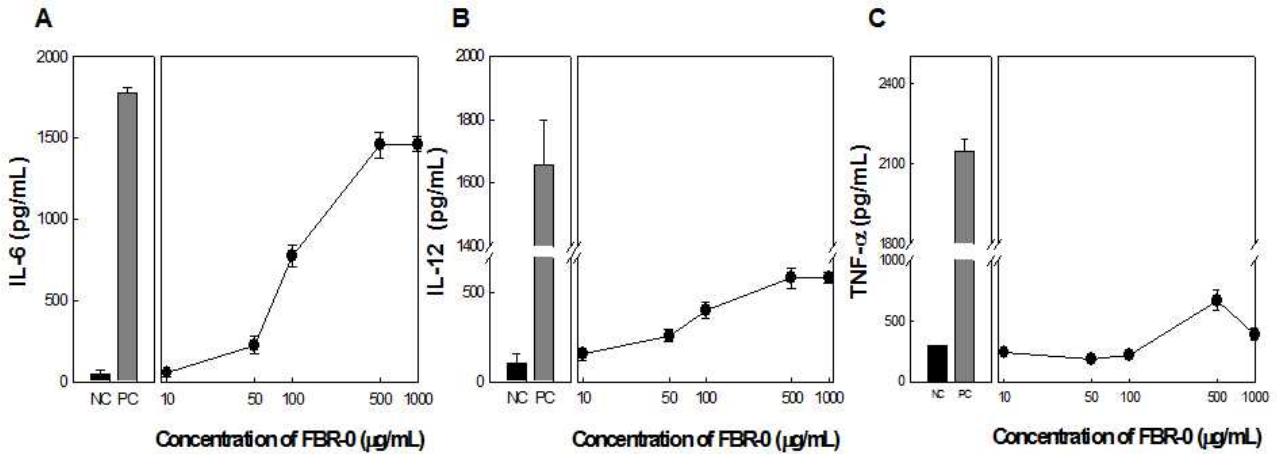 A
IL-6 (pg/mL)
2000
1500
1000
500
0
NC PC
10 50 100 500 1000
Concentration of FBR-0 (μg/mL)
B
IL-12 (pg/mL)
2000
1800
1600
1400
500
0
NC PC
10 50 100 500 1000
Concentration of FBR-0 (μg/mL)
C
TNF-α (pg/mL)
2400
2100
1800
1000
500
0
NC PC
10 50 100 500 1000
Concentration of FBR-0 (μg/mL)